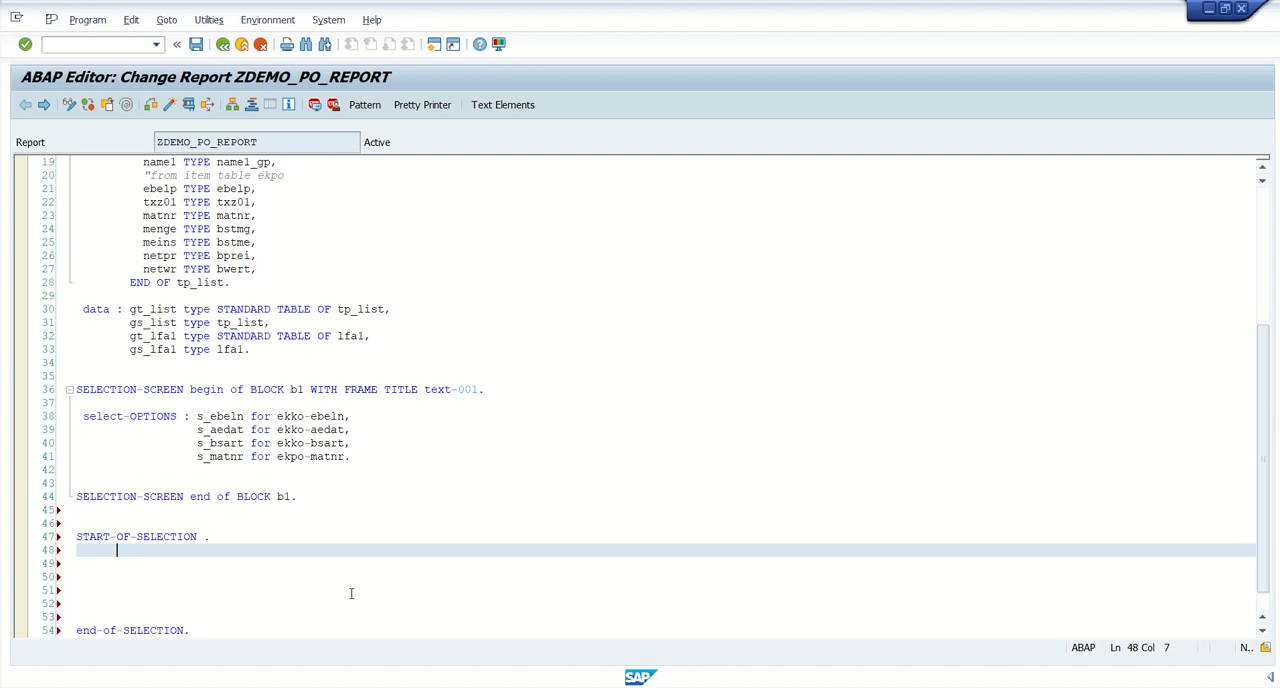 Program Edit Goto Utilities Environment System Help
ABAP Editor: Change Report ZDEMO_PO_REPORT
Pattern Pretty Printer Text Elements
Report ZDEMO_PO_REPORT Active
19 name1 TYPE name1_gp,
20 "from item table ekpo
21 ebelp TYPE ebelp,
22 txz01 TYPE txz01,
23 matnr TYPE matnr,
24 menge TYPE bstmg,
25 meins TYPE bstme,
26 netpr TYPE bprei,
27 netwr TYPE bwert,
28 END OF tp_list.
29
30 data : gt_list type STANDARD TABLE OF tp_list,
31 gs_list type tp_list,
32 gt_lfa1 type STANDARD TABLE OF lfa1,
33 gs_lfa1 type lfa1.
34
35
36 SELECTION-SCREEN begin of BLOCK b1 WITH FRAME TITLE text-001.
37
38 select-OPTIONS : s_ebeln for ekko-ebeln,
39 s_aedat for ekko-aedat,
40 s_bsart for ekko-bsart,
41 s_matnr for ekpo-matnr.
42
43
44 SELECTION-SCREEN end of BLOCK b1.
45
46
47 START-OF-SELECTION .
48
49
50
51
52
53
54 end-of-SELECTION.
ABAP Ln 48 Col 7 N..
SAP